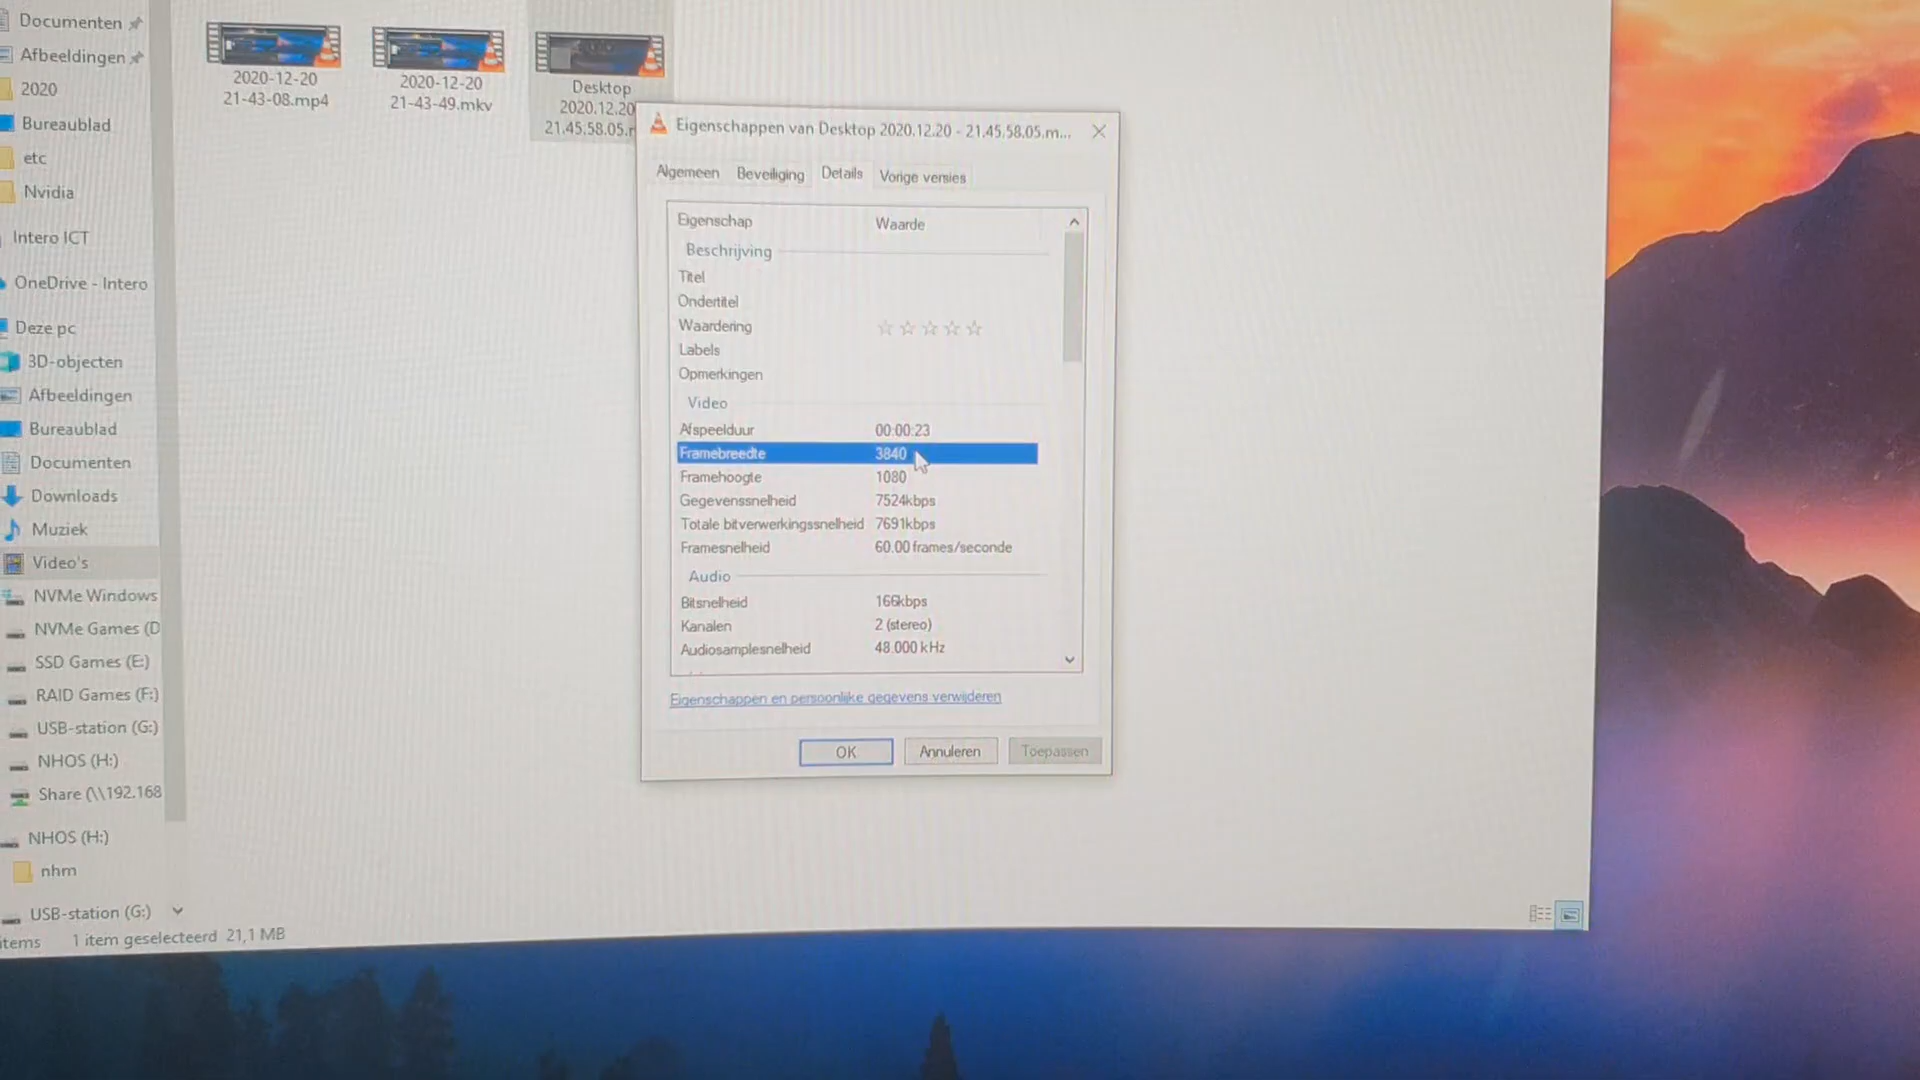 Documenten
Afbeeldingen
2020
Bureaublad
etc
Nvidia
Intero ICT
OneDrive - Intero
Deze pc
3D-objecten
Afbeeldingen
Bureaublad
Documenten
Downloads
Muziek
Video's
NVMe Windows
NVMe Games (D
SSD Games (E:)
RAID Games (F:)
USB-station (G:)
NHOS (H:)
Share (\\192.168
NHOS (H:)
nhm
USB-station (G:)
items 1 item geselecteerd 21,1 MB
2020-12-20
21-43-08.mp4
2020-12-20
21-43-49.mkv
Desktop
2020.12.20
21.45.58.05.r
Eigenschappen van Desktop 2020.12.20 - 21.45.58.05.m...
Algemeen Beveiliging Details Vorige versies
Eigenschap Waarde
Beschrijving
Titel
Ondertitel
Waardering
Labels
Opmerkingen
Video
Afspeelduur 00:00:23
Framebreedte 3840
Framehoogte 1080
Gegevenssnelheid 7524kbps
Totale bitverwerkingssnelheid 7691kbps
Framesnelheid 60.00 frames/seconde
Audio
Bitsnelheid 166kbps
Kanalen 2 (stereo)
Audiosamplesnelheid 48.000 kHz
Eigenschappen en persoonlijke gegevens verwijderen
OK Annuleren Toepassen